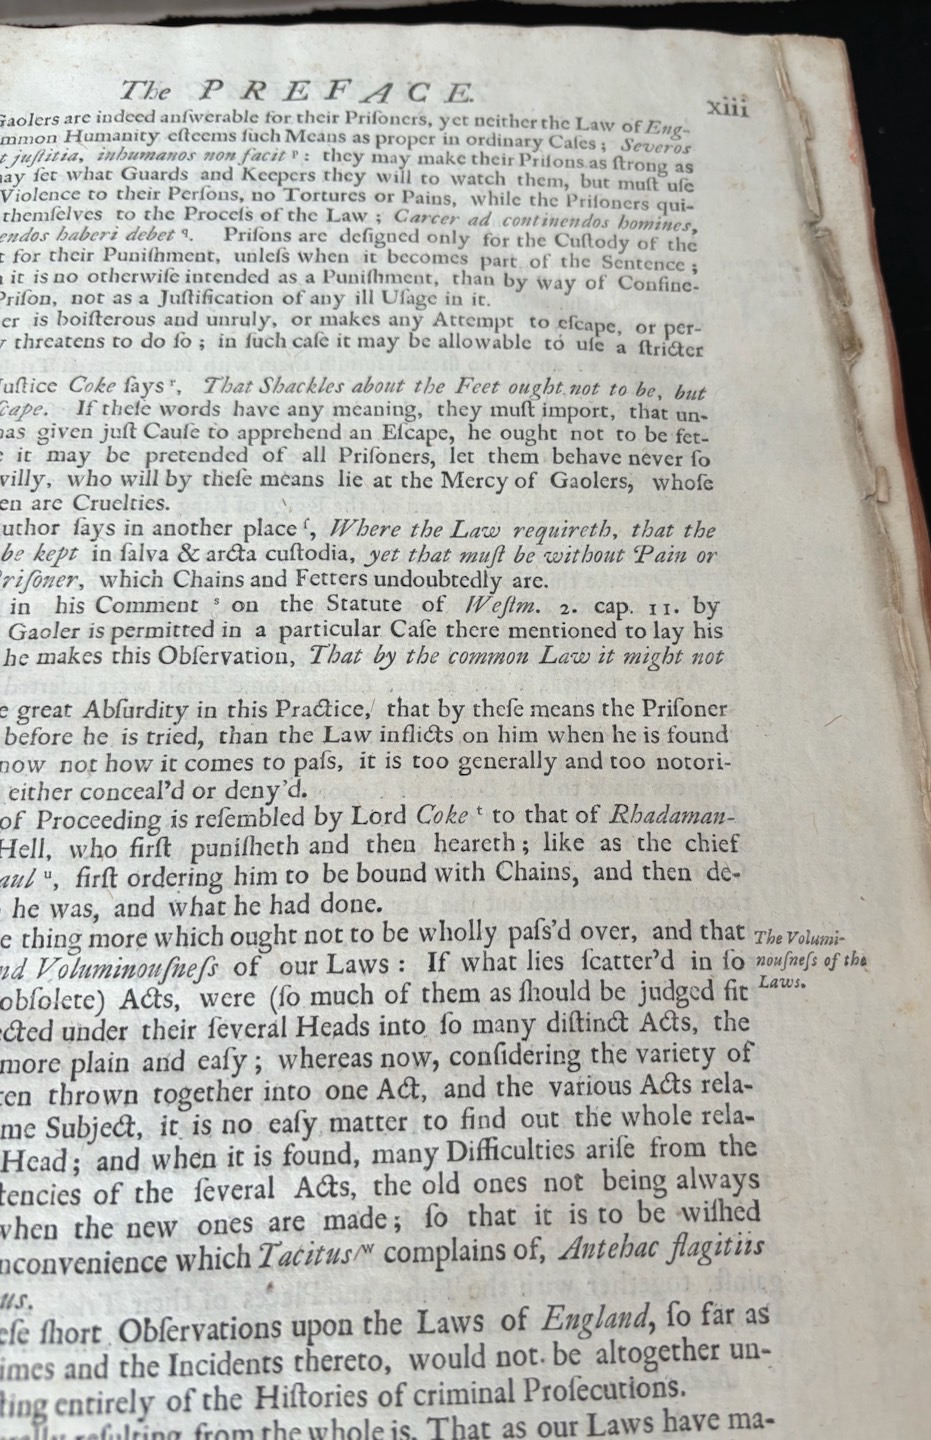 The PREFACE.
xiii
Gaolers are indeed anſwerable for their Priſoners, yet neither the Law of Eng-
mmon Humanity eſteems ſuch Means as proper in ordinary Caſes; Severos
t juſtitia, inhumanos non facit ᵖ: they may make their Priſons as ſtrong as
ay ſet what Guards and Keepers they will to watch them, but muſt uſe
Violence to their Perſons, no Tortures or Pains, while the Priſoners qui-
themſelves to the Proceſs of the Law; Carcer ad continendos homines,
endos haberi debet ᑫ. Priſons are deſigned only for the Cuſtody of the
t for their Puniſhment, unleſs when it becomes part of the Sentence;
it is no otherwiſe intended as a Puniſhment, than by way of Confine-
Priſon, not as a Juſtification of any ill Uſage in it.
er is boiſterous and unruly, or makes any Attempt to eſcape, or per-
y threatens to do ſo; in ſuch caſe it may be allowable to uſe a ſtricter
Juſtice Coke ſays ʳ, That Shackles about the Feet ought not to be, but
ſcape. If theſe words have any meaning, they muſt import, that un-
has given juſt Cauſe to apprehend an Eſcape, he ought not to be fet-
it may be pretended of all Priſoners, let them behave never ſo
villy, who will by theſe means lie at the Mercy of Gaolers, whoſe
en are Cruelties.
uthor ſays in another place ᶠ, Where the Law requireth, that the
be kept in ſalva & arcta cuſtodia, yet that muſt be without Pain or
Priſoner, which Chains and Fetters undoubtedly are.
in his Comment ˢ on the Statute of Weſtm. 2. cap. 11. by
Gaoler is permitted in a particular Caſe there mentioned to lay his
he makes this Obſervation, That by the common Law it might not
e great Abſurdity in this Practice, that by theſe means the Priſoner
before he is tried, than the Law inflicts on him when he is found
now not how it comes to paſs, it is too generally and too notori-
either conceal'd or deny'd.
of Proceeding is reſembled by Lord Coke ᵗ to that of Rhadaman-
Hell, who firſt puniſheth and then heareth; like as the chief
aul ᵘ, firſt ordering him to be bound with Chains, and then de-
he was, and what he had done.
e thing more which ought not to be wholly paſs'd over, and that
nd Voluminouſneſs of our Laws: If what lies ſcatter'd in ſo
The Volumi-
nouſneſs of the
Laws.
obſolete) Acts, were (ſo much of them as ſhould be judged fit
ected under their ſeveral Heads into ſo many diſtinct Acts, the
more plain and eaſy; whereas now, conſidering the variety of
ten thrown together into one Act, and the various Acts rela-
me Subject, it is no eaſy matter to find out the whole rela-
Head; and when it is found, many Difficulties ariſe from the
tencies of the ſeveral Acts, the old ones not being always
when the new ones are made; ſo that it is to be wiſhed
nconvenience which Tacitus ʷ complains of, Antehac flagitiis
us.
eſe ſhort Obſervations upon the Laws of England, ſo far as
imes and the Incidents thereto, would not be altogether un-
ting entirely of the Hiſtories of criminal Proſecutions.
rally reſulting from the whole is, That as our Laws have ma-